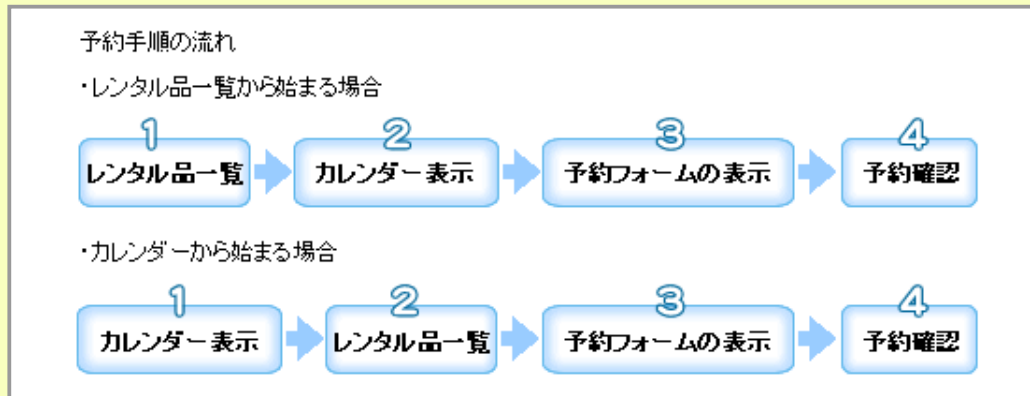 予約手順の流れ
・レンタル品一覧から始まる場合
1 2 3 4
レンタル品一覧 カレンダー表示 予約フォームの表示 予約確認
・カレンダーから始まる場合
1 2 3 4
カレンダー表示 レンタル品一覧 予約フォームの表示 予約確認